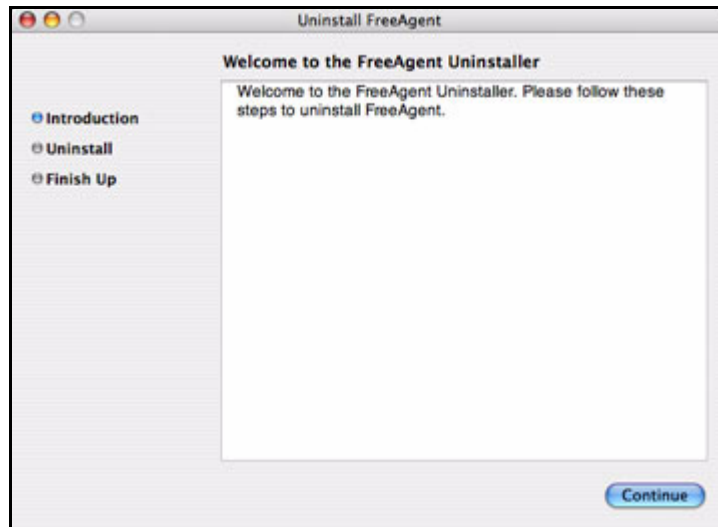 Uninstall FreeAgent
Welcome to the FreeAgent Uninstaller
Introduction
Uninstall
Finish Up
Welcome to the FreeAgent Uninstaller. Please follow these
steps to uninstall FreeAgent.
Continue